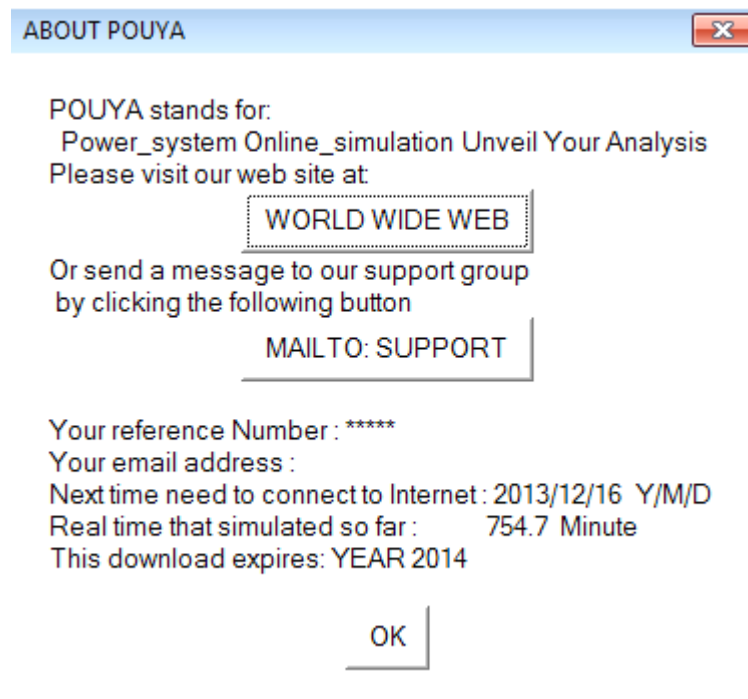 ABOUT POUYA
POUYA stands for:
Power_system Online_simulation Unveil Your Analysis
Please visit our web site at:
WORLD WIDE WEB
Or send a message to our support group
by clicking the following button
MAILTO: SUPPORT
Your reference Number : *****
Your email address :
Next time need to connect to Internet : 2013/12/16 Y/M/D
Real time that simulated so far : 754.7 Minute
This download expires: YEAR 2014
OK